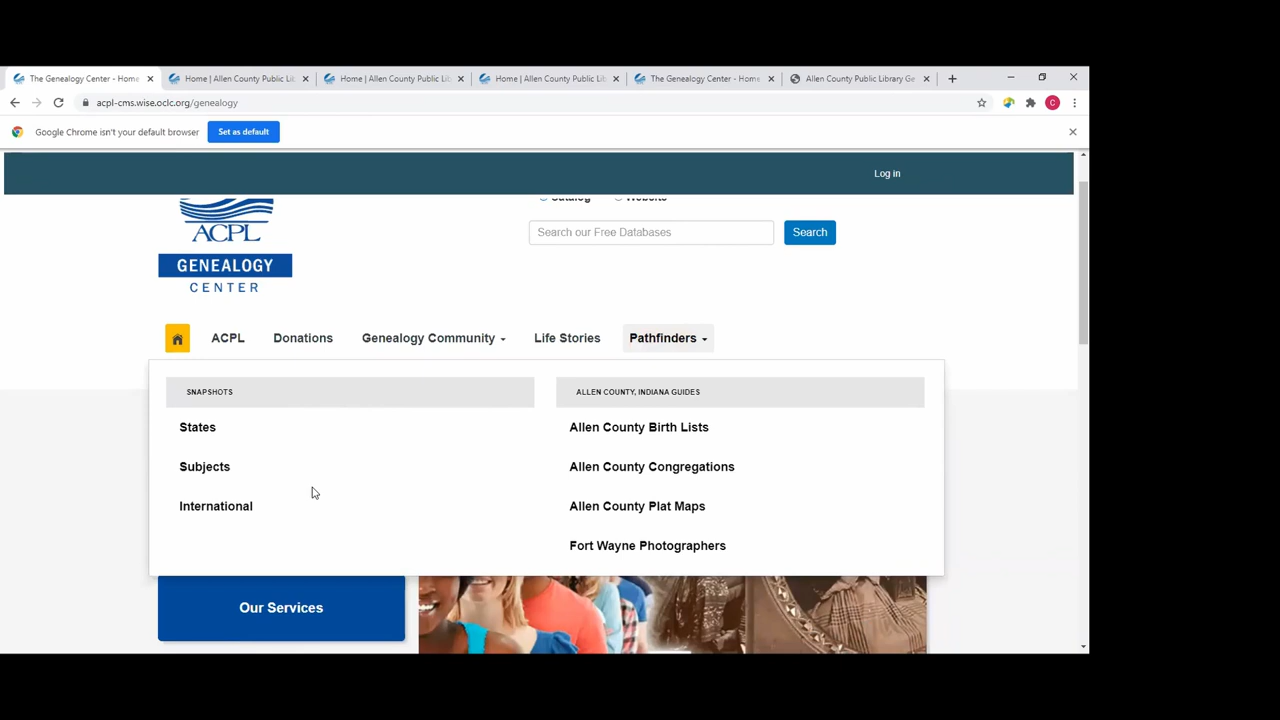 The Genealogy Center - Home
Home | Allen County Public Lib
Home | Allen County Public Lib
Home | Allen County Public Lib
The Genealogy Center - Home
Allen County Public Library Ge
acpl-cms.wise.oclc.org/genealogy
C
Google Chrome isn't your default browser
Set as default
Log in
Catalog
Website
ACPL
GENEALOGY
CENTER
Search our Free Databases
Search
ACPL
Donations
Genealogy Community
Life Stories
Pathfinders
SNAPSHOTS
States
Subjects
International
ALLEN COUNTY, INDIANA GUIDES
Allen County Birth Lists
Allen County Congregations
Allen County Plat Maps
Fort Wayne Photographers
Our Services